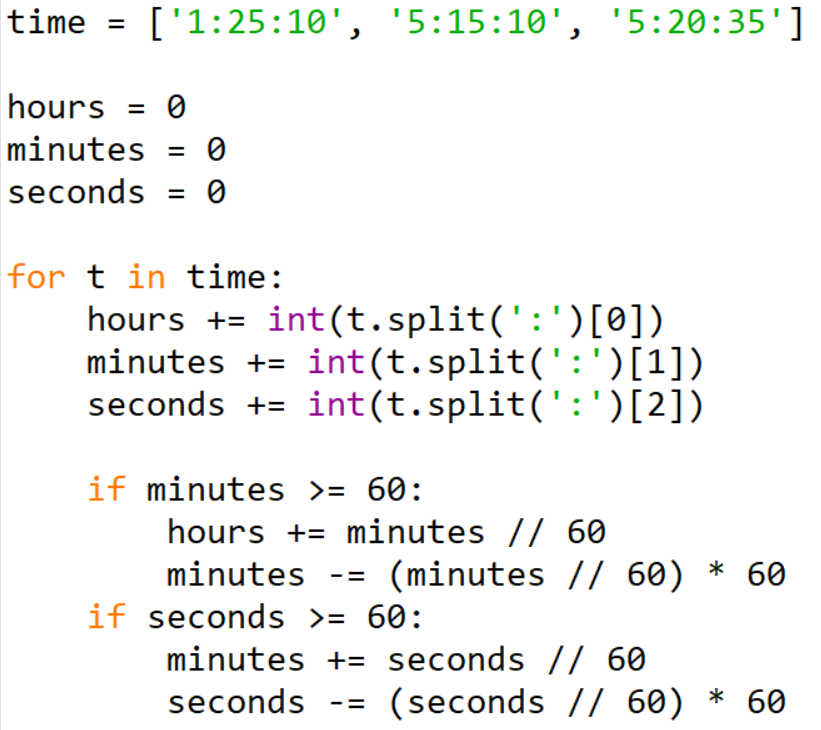 time = ['1:25:10', '5:15:10', '5:20:35']

hours = 0
minutes = 0
seconds = 0

for t in time:
    hours += int(t.split(':')[0])
    minutes += int(t.split(':')[1])
    seconds += int(t.split(':')[2])

    if minutes >= 60:
        hours += minutes // 60
        minutes -= (minutes // 60) * 60
    if seconds >= 60:
        minutes += seconds // 60
        seconds -= (seconds // 60) * 60